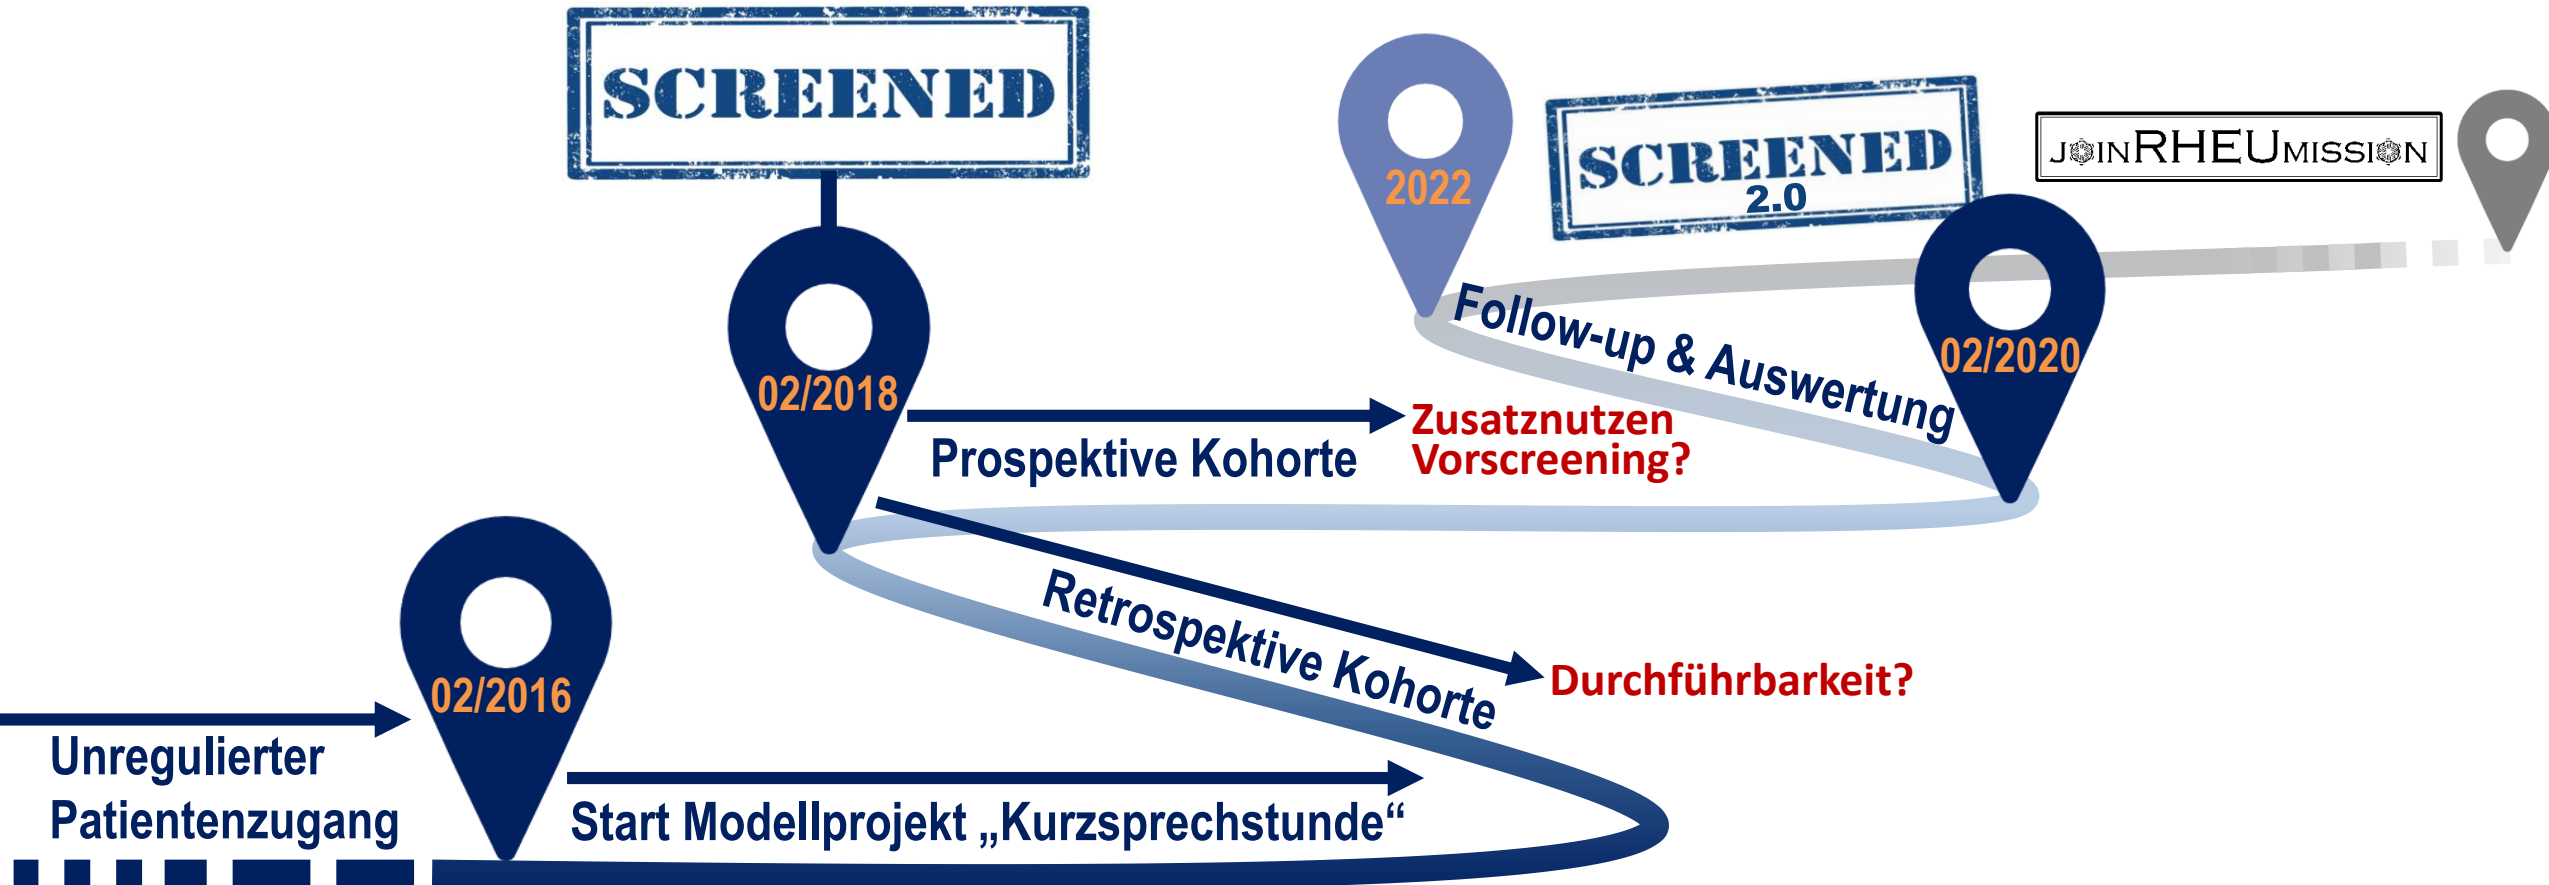 SCREENED
2022
SCREENED
2.0
JOINRHEUMISSION
02/2018
02/2020
Follow-up & Auswertung
Prospektive Kohorte
Zusatznutzen
Vorscreening?
Retrospektive Kohorte
Durchführbarkeit?
02/2016
Unregulierter
Patientenzugang
Start Modellprojekt „Kurzsprechstunde“